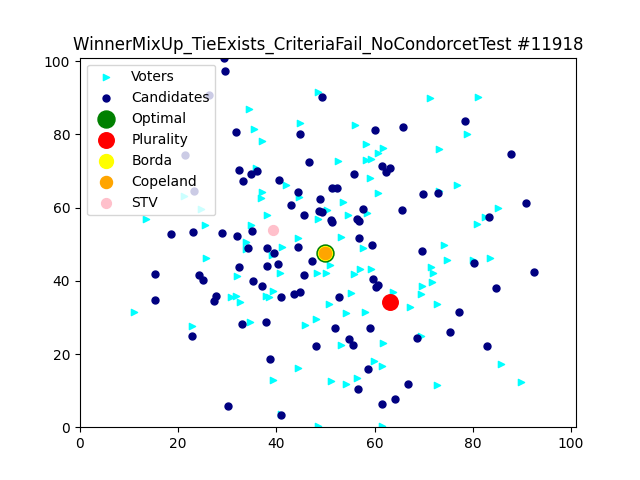 WinnerMixUp_TieExists_CriteriaFail_NoCondorcetTest #11918
100
80
60
40
20
0
Voters
Candidates
Optimal
Plurality
Borda
Copeland
STV
0 20 40 60 80 100